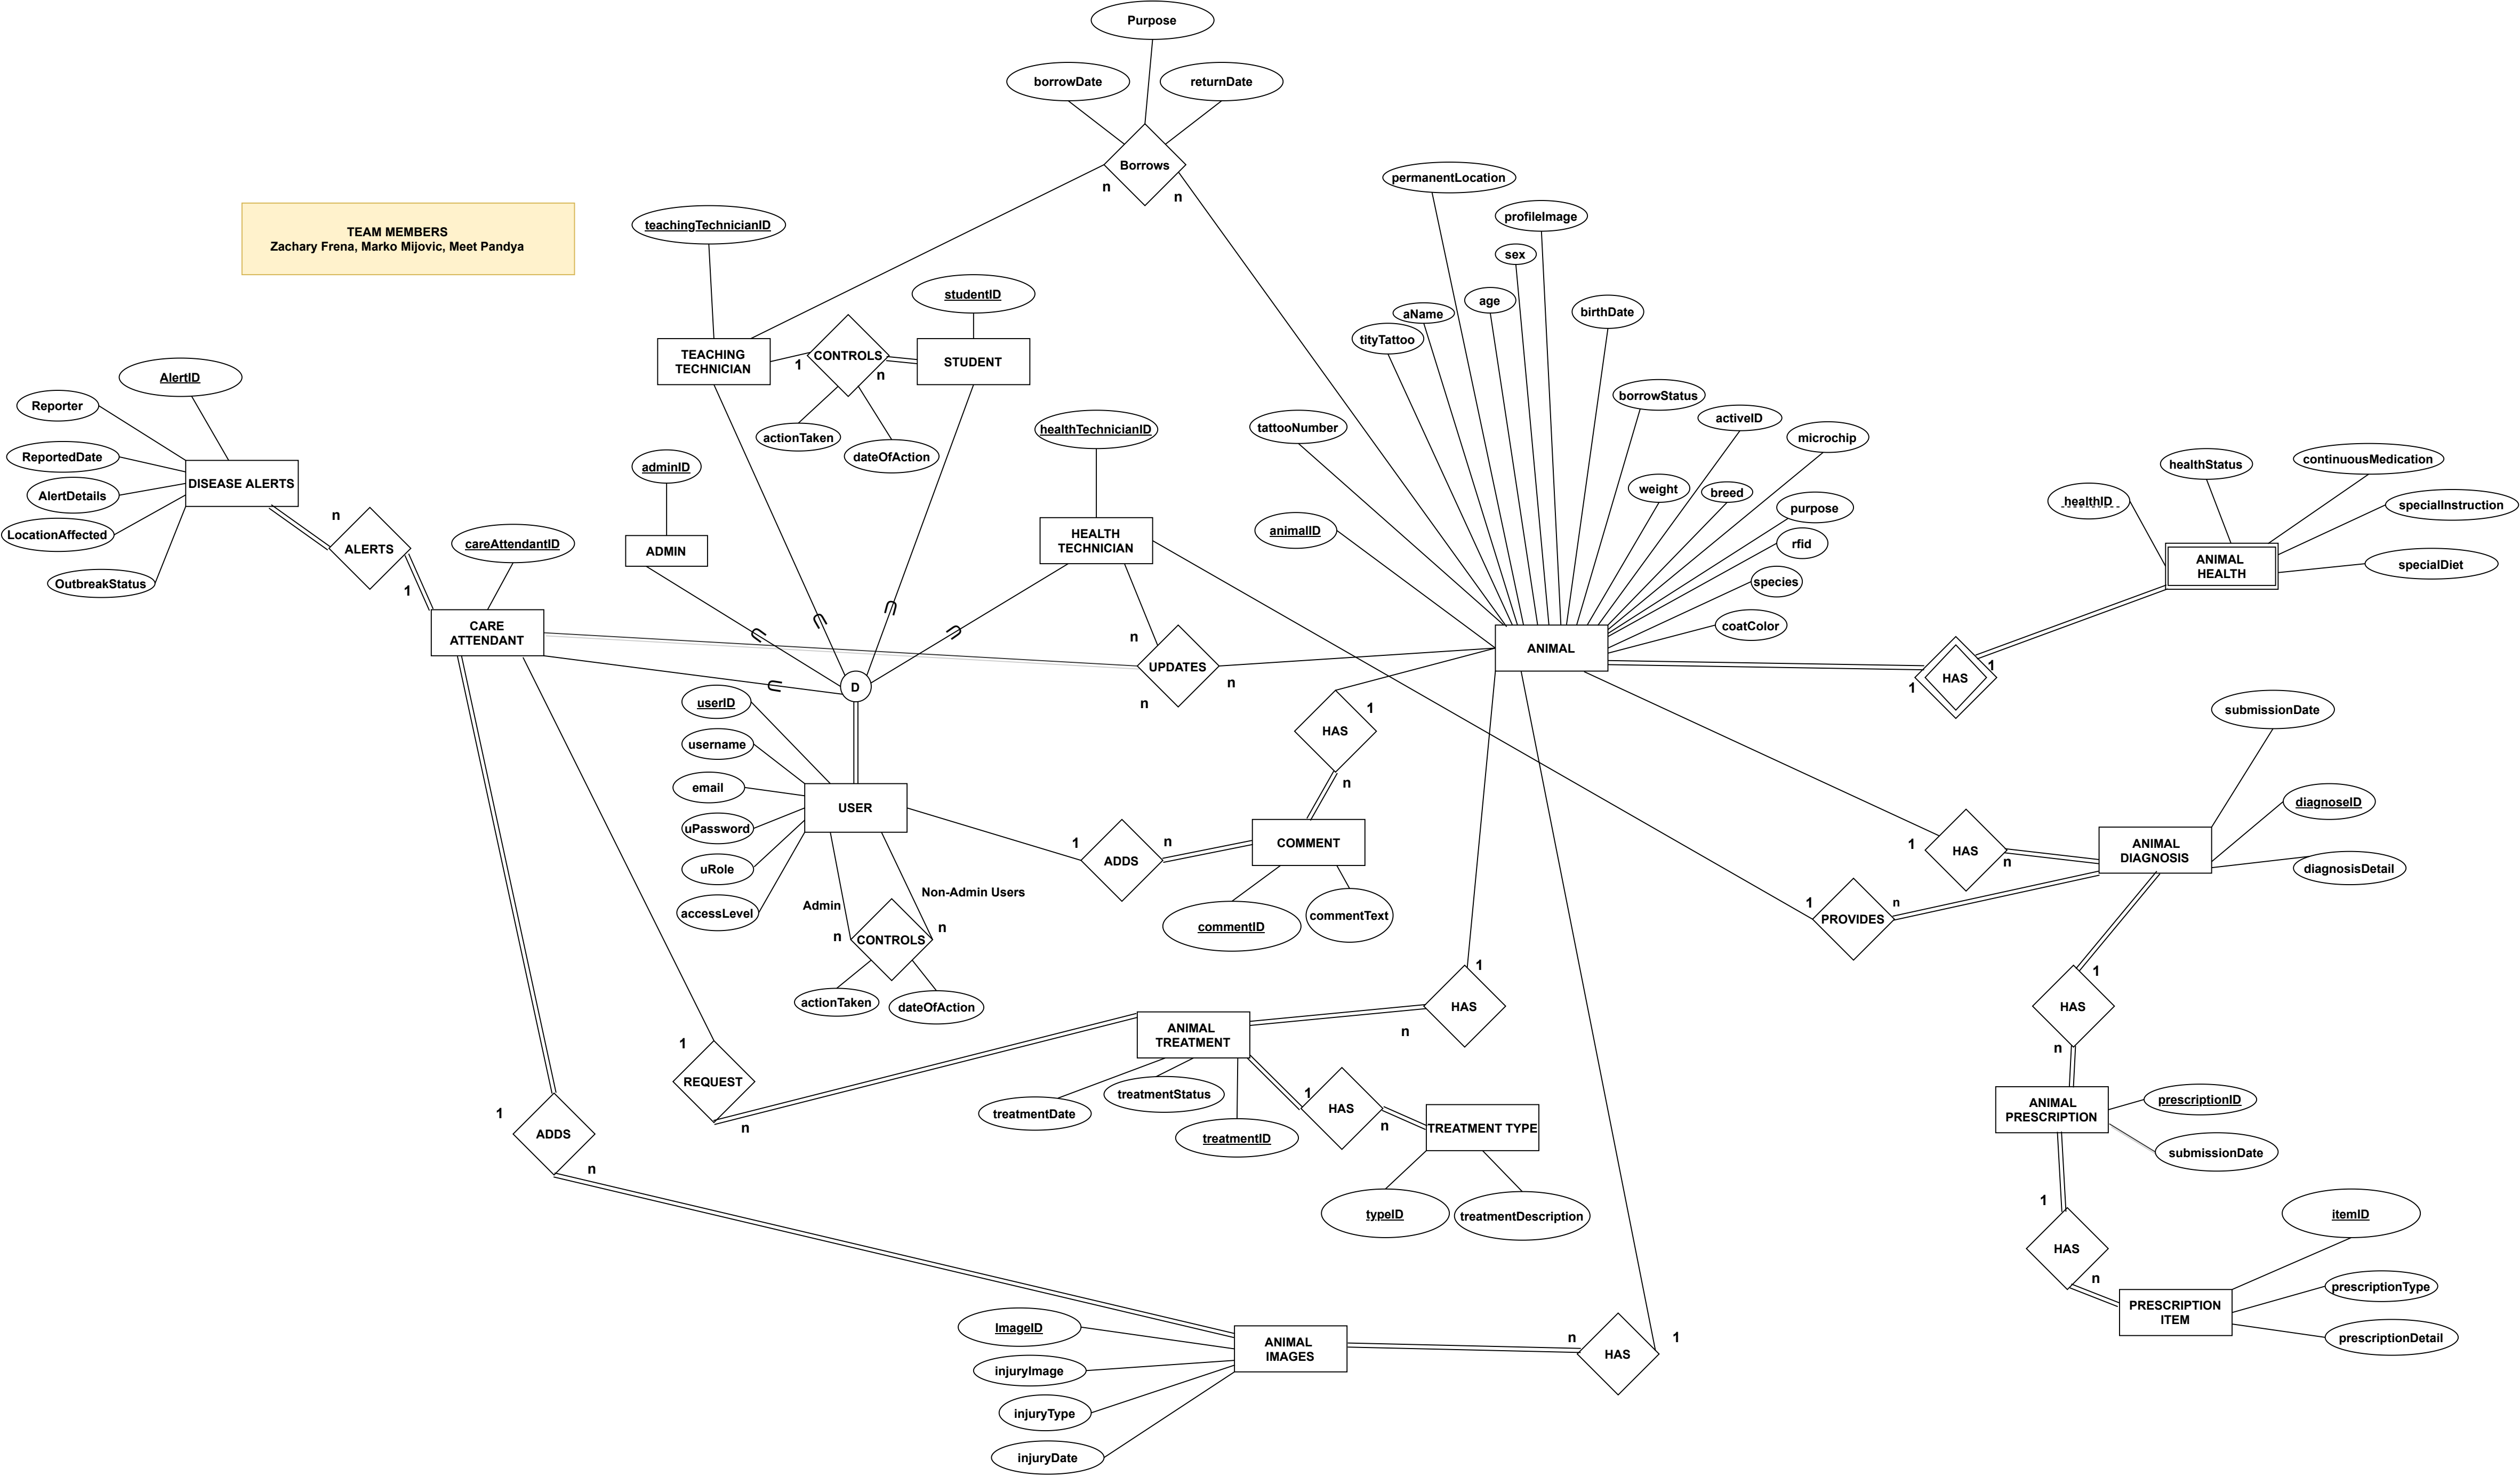 Purpose
borrowDate
returnDate
Borrows
n
n
permanentLocation
profileImage
sex
age
aName
tityTattoo
birthDate
borrowStatus
activeID
microchip
tattooNumber
weight
breed
purpose
rfid
species
coatColor
animalID
ANIMAL
TEAM MEMBERS
Zachary Frena, Marko Mijovic, Meet Pandya
teachingTechnicianID
studentID
TEACHING
TECHNICIAN
1
CONTROLS
n
STUDENT
actionTaken
dateOfAction
healthTechnicianID
adminID
ADMIN
HEALTH
TECHNICIAN
AlertID
Reporter
ReportedDate
AlertDetails
LocationAffected
OutbreakStatus
DISEASE ALERTS
n
ALERTS
1
careAttendantID
CARE
ATTENDANT
n
UPDATES
n
n
D
healthStatus
continuousMedication
healthID
specialInstruction
specialDiet
ANIMAL
HEALTH
1
HAS
1
userID
username
email
uPassword
uRole
accessLevel
USER
Admin
Non-Admin Users
n
CONTROLS
n
actionTaken
dateOfAction
1
ADDS
n
HAS
1
n
COMMENT
commentID
commentText
submissionDate
diagnoseID
diagnosisDetail
ANIMAL
DIAGNOSIS
1
HAS
n
1
PROVIDES
n
1
HAS
n
ANIMAL
PRESCRIPTION
prescriptionID
submissionDate
1
HAS
n
itemID
prescriptionType
prescriptionDetail
PRESCRIPTION
ITEM
1
HAS
n
ANIMAL
TREATMENT
treatmentDate
treatmentStatus
treatmentID
1
HAS
n
TREATMENT TYPE
typeID
treatmentDescription
1
REQUEST
n
1
ADDS
n
ImageID
injuryImage
injuryType
injuryDate
ANIMAL
IMAGES
n
HAS
1